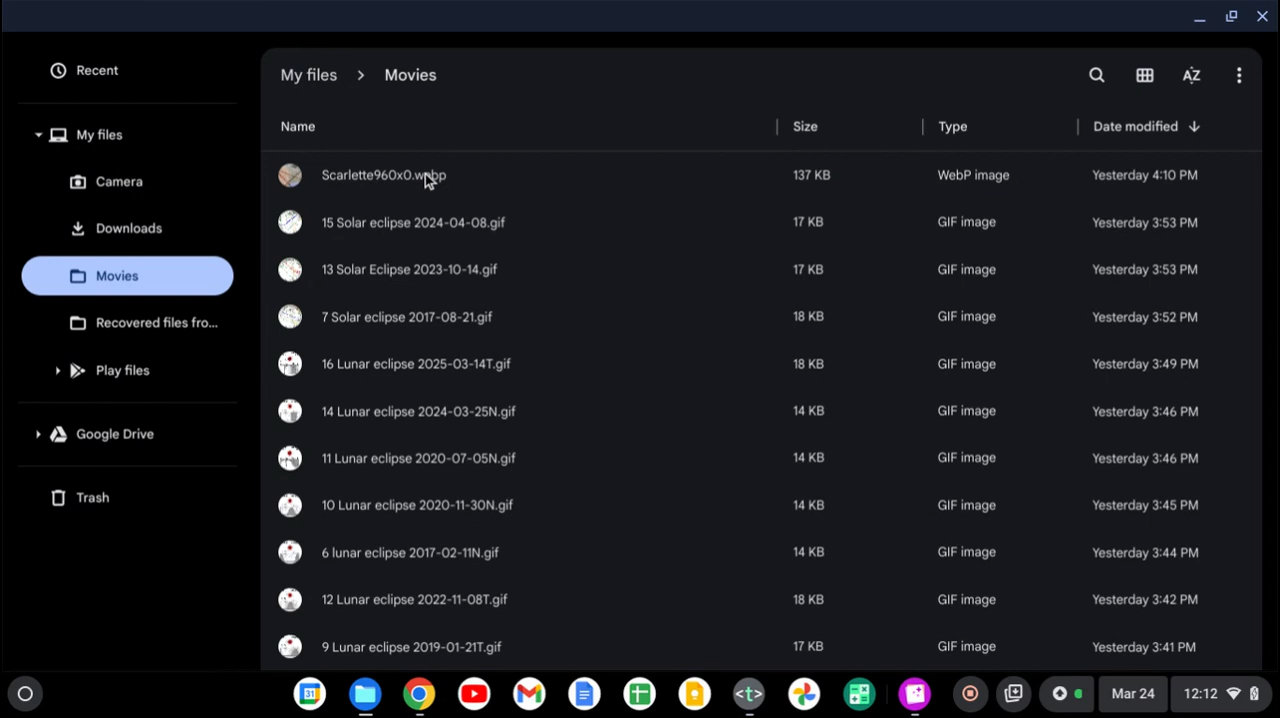 Recent
My files
Camera
Downloads
Movies
Recovered files fro...
Play files
Google Drive
Trash
My files > Movies
Name Size Type Date modified
Scarlette960x0.webp 137 KB WebP image Yesterday 4:10 PM
15 Solar eclipse 2024-04-08.gif 17 KB GIF image Yesterday 3:53 PM
13 Solar Eclipse 2023-10-14.gif 17 KB GIF image Yesterday 3:53 PM
7 Solar eclipse 2017-08-21.gif 18 KB GIF image Yesterday 3:52 PM
16 Lunar eclipse 2025-03-14T.gif 18 KB GIF image Yesterday 3:49 PM
14 Lunar eclipse 2024-03-25N.gif 14 KB GIF image Yesterday 3:46 PM
11 Lunar eclipse 2020-07-05N.gif 14 KB GIF image Yesterday 3:46 PM
10 Lunar eclipse 2020-11-30N.gif 14 KB GIF image Yesterday 3:45 PM
6 lunar eclipse 2017-02-11N.gif 14 KB GIF image Yesterday 3:44 PM
12 Lunar eclipse 2022-11-08T.gif 18 KB GIF image Yesterday 3:42 PM
9 Lunar eclipse 2019-01-21T.gif 17 KB GIF image Yesterday 3:41 PM
31 <t> Mar 24 12:12